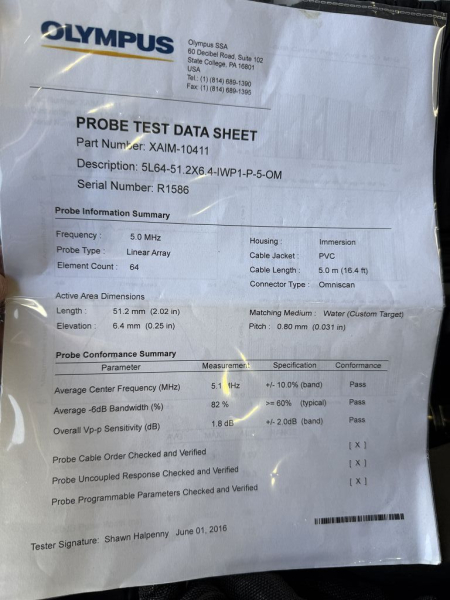 OLYMPUS
Olympus SSA
60 Decibel Road, Suite 102
State College, PA 16801
USA
Tel.: (1) (814) 689-1390
Fax: (1) (814) 689-1395
PROBE TEST DATA SHEET
Part Number: XAIM-10411
Description: 5L64-51.2X6.4-IWP1-P-5-OM
Serial Number: R1586
Probe Information Summary
Frequency : 5.0 MHz Housing : Immersion
Probe Type : Linear Array Cable Jacket : PVC
Element Count : 64 Cable Length : 5.0 m (16.4 ft)
Connector Type : Omniscan
Active Area Dimensions
Length : 51.2 mm (2.02 in) Matching Medium : Water (Custom Target)
Elevation : 6.4 mm (0.25 in) Pitch : 0.80 mm (0.031 in)
Probe Conformance Summary
Parameter Measurement Specification Conformance
Average Center Frequency (MHz) MHz +/- 10.0% (band) Pass
Average -6dB Bandwidth (%) 82 % >= 60% (typical) Pass
Overall Vp-p Sensitivity (dB) 1.8 dB +/- 2.0dB (band) Pass
Probe Cable Order Checked and Verified [ X ]
Probe Uncoupled Response Checked and Verified [ X ]
Probe Programmable Parameters Checked and Verified [ X ]
Tester Signature: Shawn Halpenny June 01, 2016